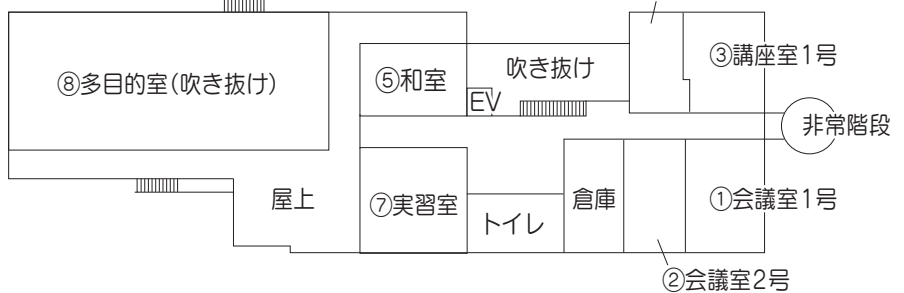 ⑧多目的室(吹き抜け)
⑤和室
吹き抜け
③講座室1号
EV
非常階段
屋上
⑦実習室
トイレ
倉庫
①会議室1号
②会議室2号